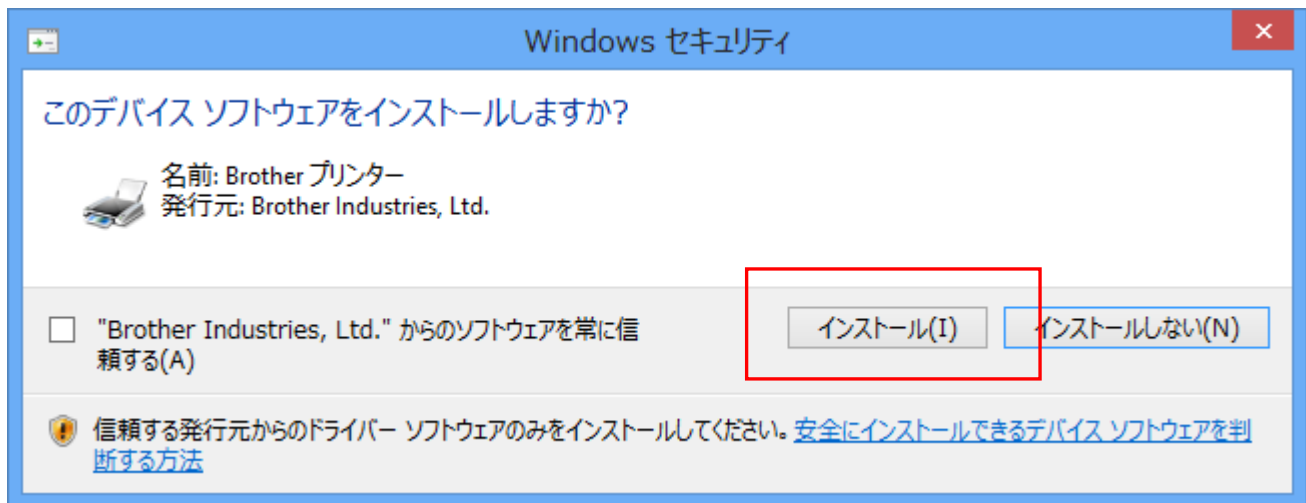 Windows セキュリティ
このデバイス ソフトウェアをインストールしますか?
名前: Brother プリンター
発行元: Brother Industries, Ltd.
"Brother Industries, Ltd." からのソフトウェアを常に信
頼する(A)
インストール(I)
インストールしない(N)
信頼する発行元からのドライバー ソフトウェアのみをインストールしてください。安全にインストールできるデバイス ソフトウェアを判
断する方法